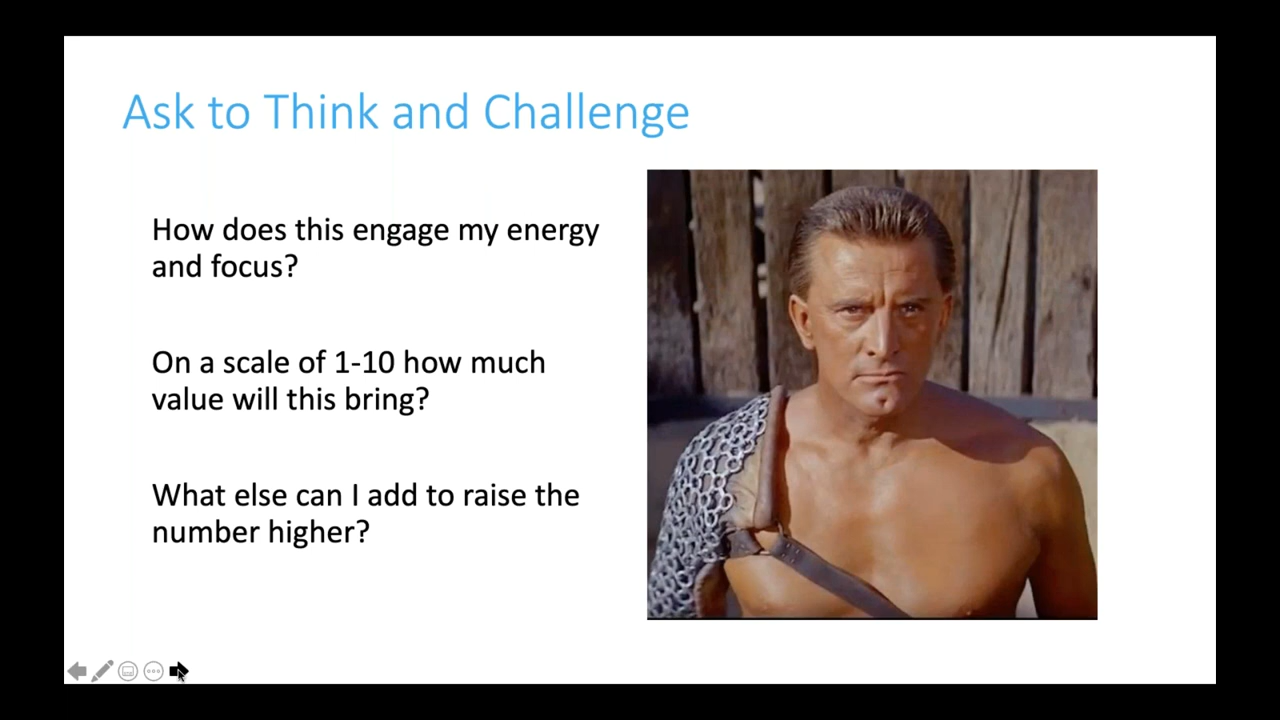 Ask to Think and Challenge
How does this engage my energy
and focus?
On a scale of 1-10 how much
value will this bring?
What else can I add to raise the
number higher?